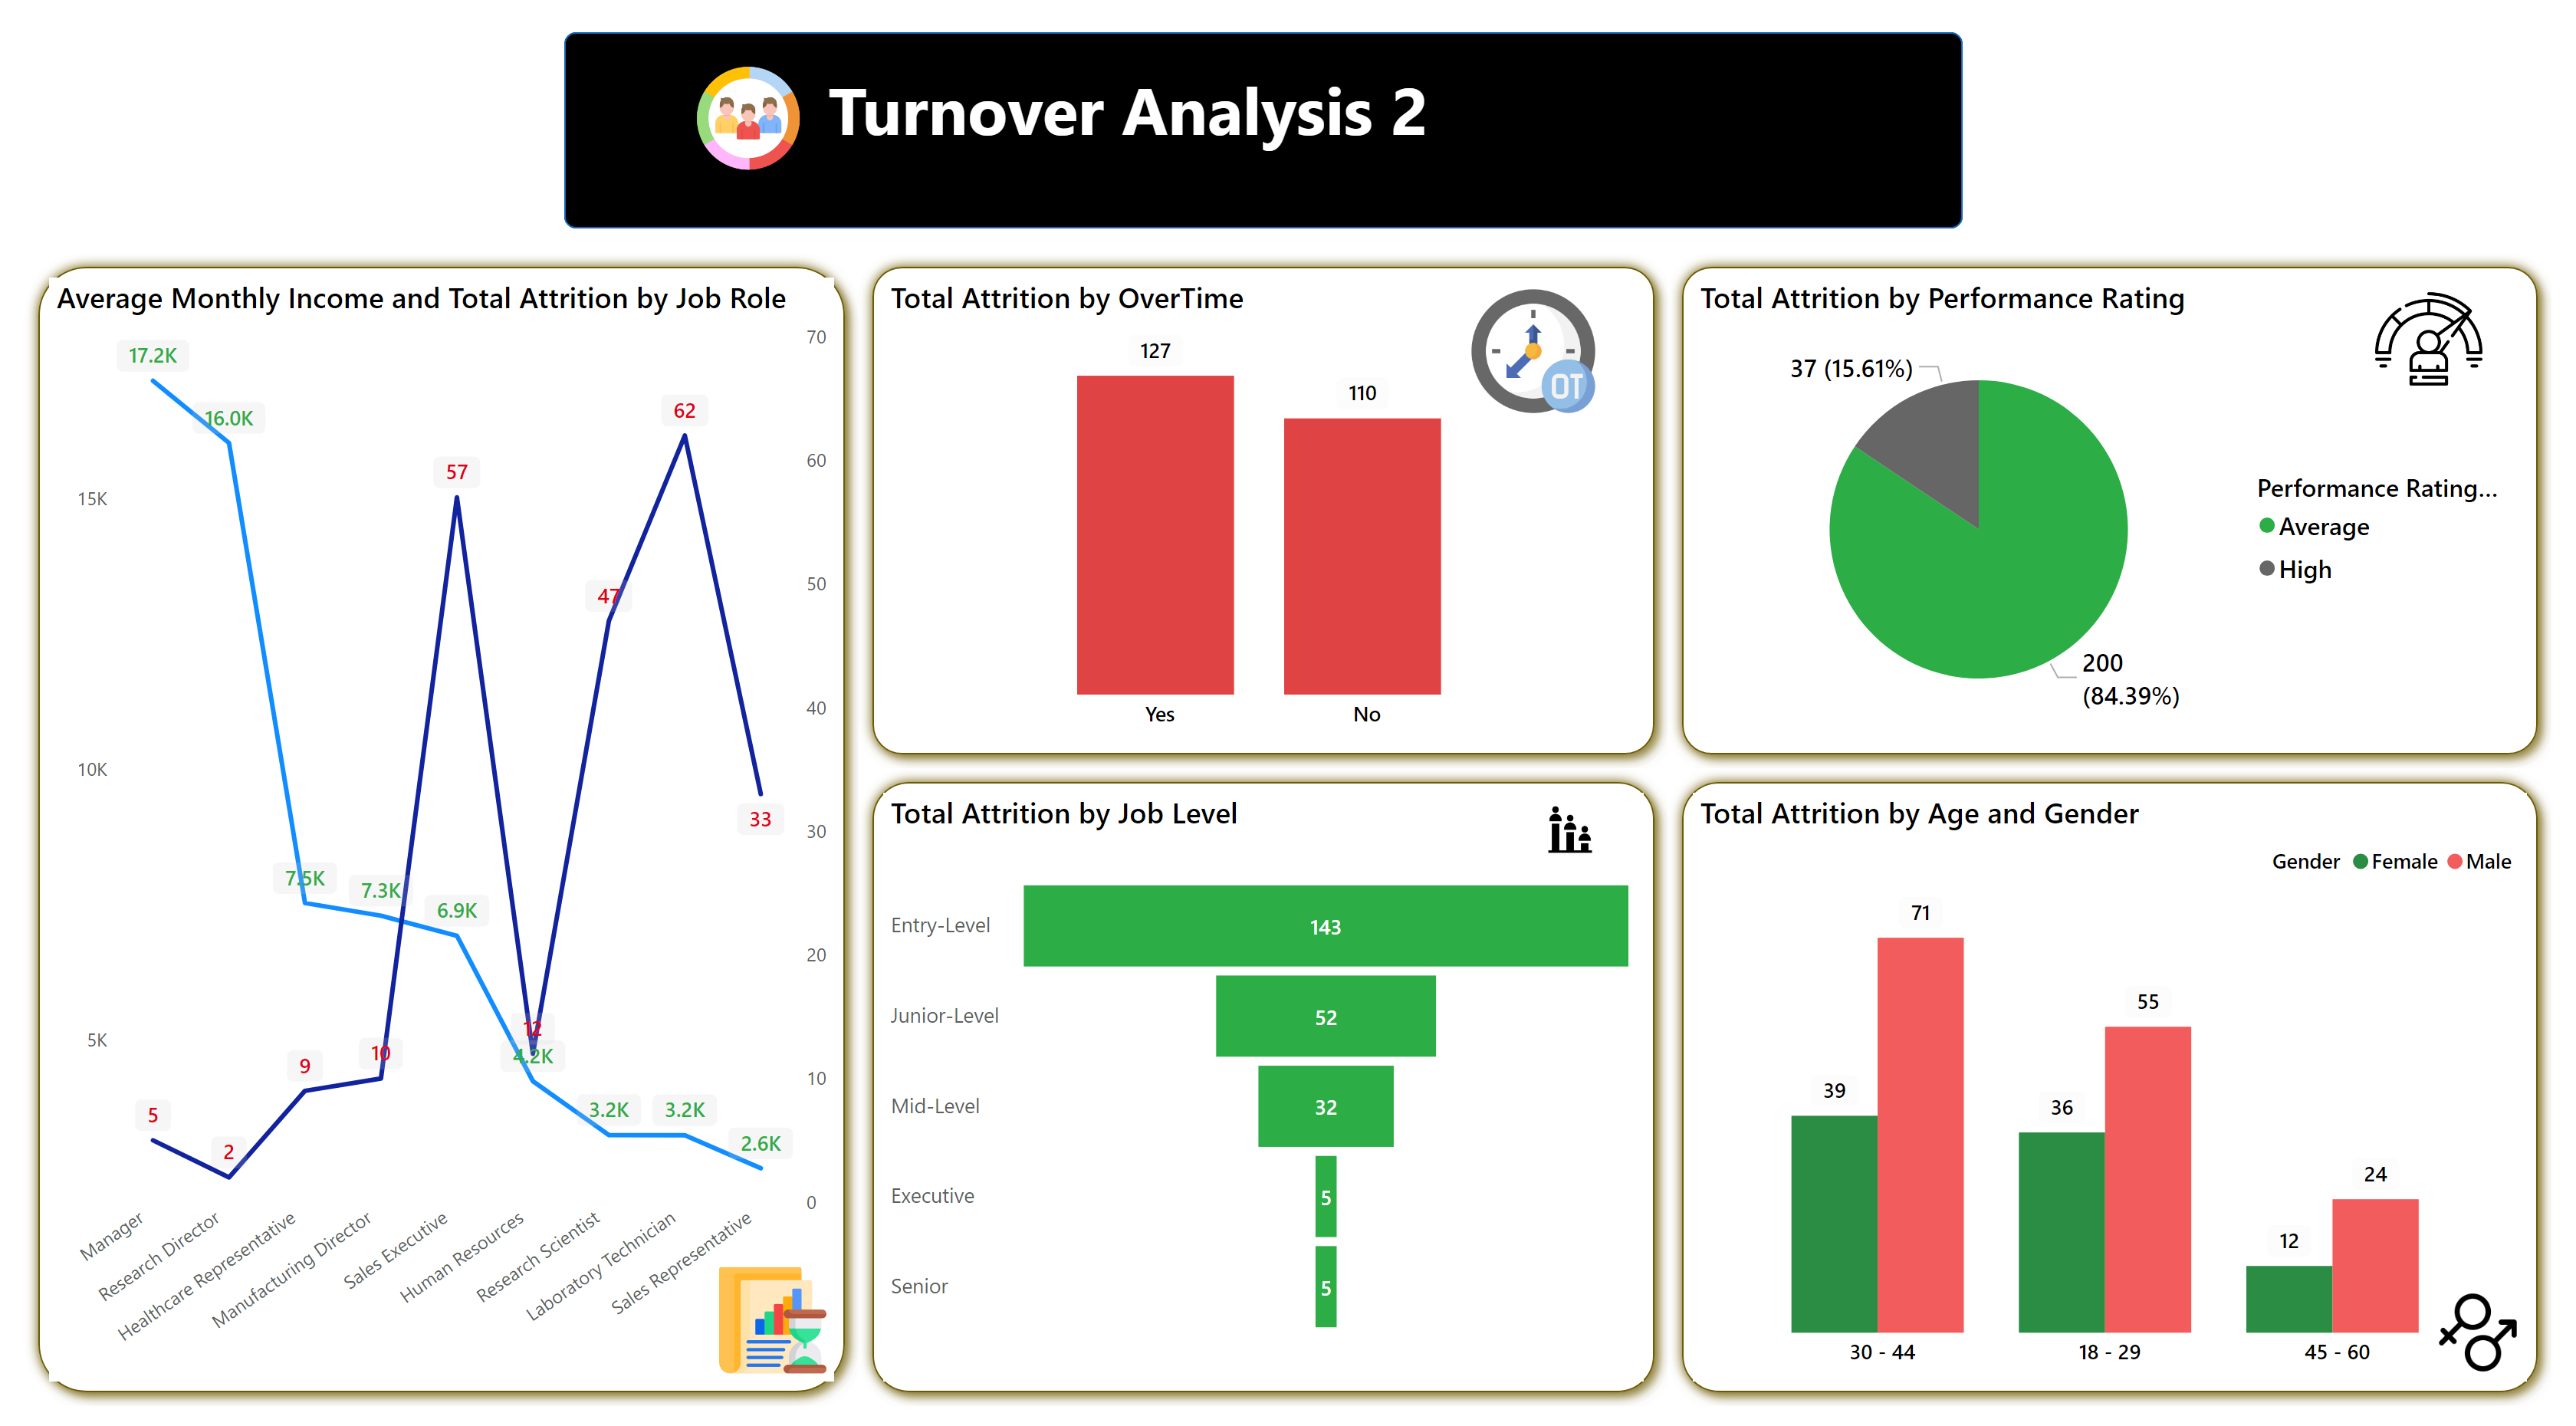 Turnover Analysis 2
Average Monthly Income and Total Attrition by Job Role
70
60
50
40
30
20
10
0
15K
10K
5K
17.2K
16.0K
7.5K
7.3K
6.9K
4.2K
3.2K
3.2K
2.6K
5
2
9
10
57
12
47
62
33
Manager
Research Director
Healthcare Representative
Manufacturing Director
Sales Executive
Human Resources
Research Scientist
Laboratory Technician
Sales Representative
Total Attrition by OverTime
OT
127
110
Yes
No
Total Attrition by Performance Rating
37 (15.61%)
200
(84.39%)
Performance Rating...
Average
High
Total Attrition by Job Level
Entry-Level
143
Junior-Level
52
Mid-Level
32
Executive
5
Senior
5
Total Attrition by Age and Gender
Gender Female Male
39
71
36
55
12
24
30 - 44
18 - 29
45 - 60